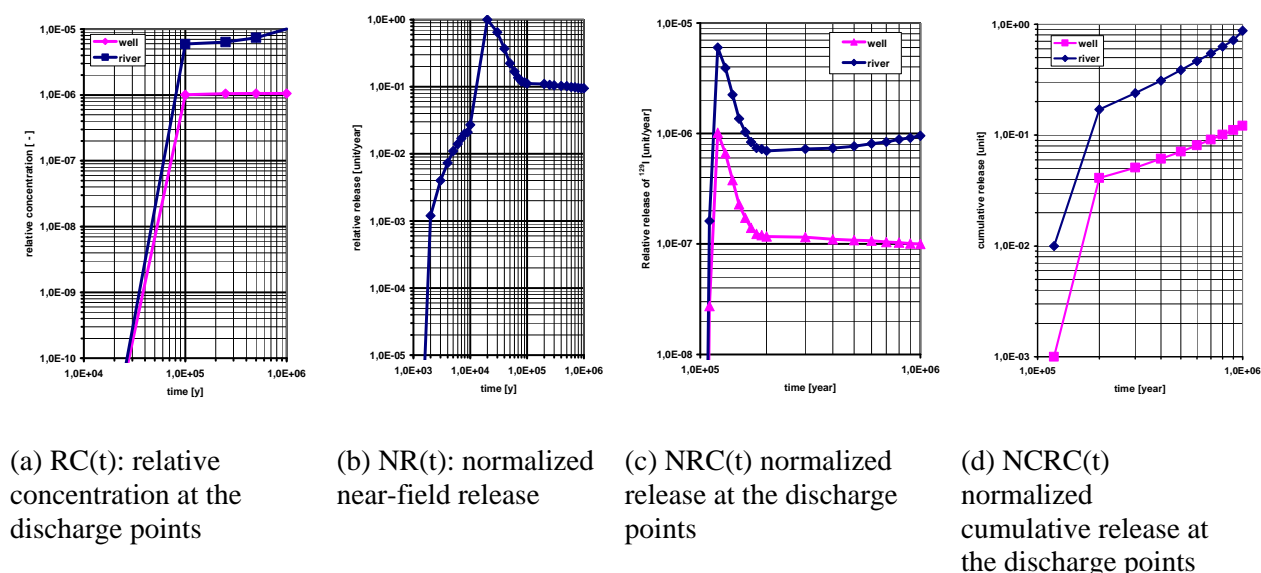 1,0E-05
1,0E-06
1,0E-07
1,0E-08
1,0E-09
1,0E-10
1,0E+04
1,0E+05
1,0E+06
relative concentration [ - ]
time [y]
well
river
1,0E+00
1,0E-01
1,0E-02
1,0E-03
1,0E-04
1,0E-05
1,0E+03
1,0E+04
1,0E+05
1,0E+06
relative release [unit/year]
time [y]
1,0E-05
1,0E-06
1,0E-07
1,0E-08
1,0E+05
1,0E+06
Relative release of ¹²⁹I [unit/year]
time [year]
well
river
1,0E+00
1,0E-01
1,0E-02
1,0E-03
1,0E+05
1,0E+06
cumulative release [unit]
time [year]
well
river
(a) RC(t): relative
concentration at the
discharge points
(b) NR(t): normalized
near-field release
(c) NRC(t) normalized
release at the discharge
points
(d) NCRC(t)
normalized
cumulative release at
the discharge points